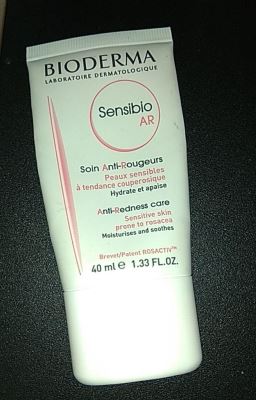 BIODERMA
LABORATOIRE DERMATOLOGIQUE
Sensibio
AR
Soin Anti-Rougeurs
Peaux sensibles
à tendance couperosique
Hydrate et apaise
Anti-Redness care
Sensitive skin
prone to rosacea
Moisturises and soothes
Brevet/Patent ROSACTIV™
40 ml e 1.33 FL.OZ.